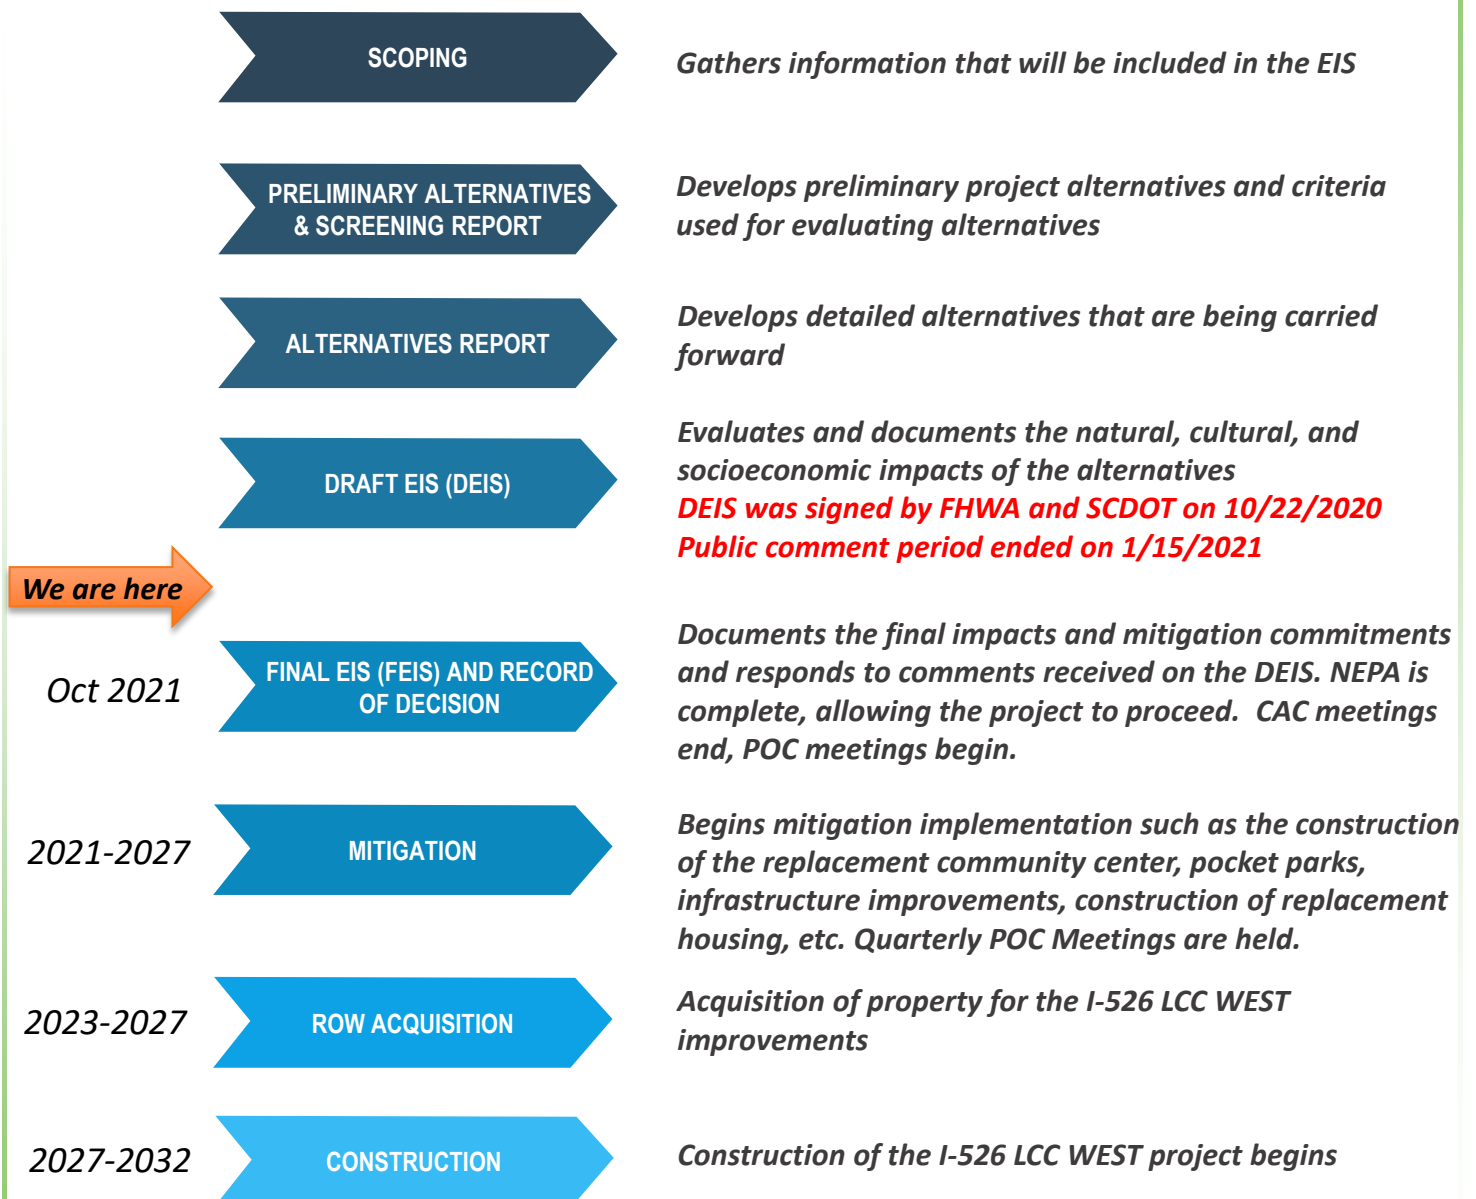 SCOPING
Gathers information that will be included in the EIS
PRELIMINARY ALTERNATIVES
& SCREENING REPORT
Develops preliminary project alternatives and criteria
used for evaluating alternatives
ALTERNATIVES REPORT
Develops detailed alternatives that are being carried
forward
DRAFT EIS (DEIS)
Evaluates and documents the natural, cultural, and
socioeconomic impacts of the alternatives
DEIS was signed by FHWA and SCDOT on 10/22/2020
Public comment period ended on 1/15/2021
We are here
Oct 2021
FINAL EIS (FEIS) AND RECORD
OF DECISION
Documents the final impacts and mitigation commitments
and responds to comments received on the DEIS. NEPA is
complete, allowing the project to proceed.  CAC meetings
end, POC meetings begin.
2021-2027
MITIGATION
Begins mitigation implementation such as the construction
of the replacement community center, pocket parks,
infrastructure improvements, construction of replacement
housing, etc. Quarterly POC Meetings are held.
2023-2027
ROW ACQUISITION
Acquisition of property for the I-526 LCC WEST
improvements
2027-2032
CONSTRUCTION
Construction of the I-526 LCC WEST project begins